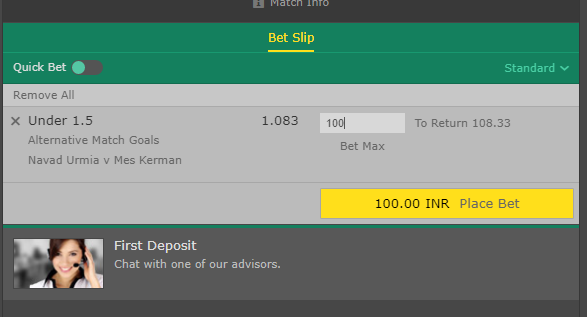 Match Info
Bet Slip
Quick Bet
Standard
Remove All
Under 1.5 1.083 100 To Return 108.33
Alternative Match Goals Bet Max
Navad Urmia v Mes Kerman
100.00 INR Place Bet
First Deposit
Chat with one of our advisors.